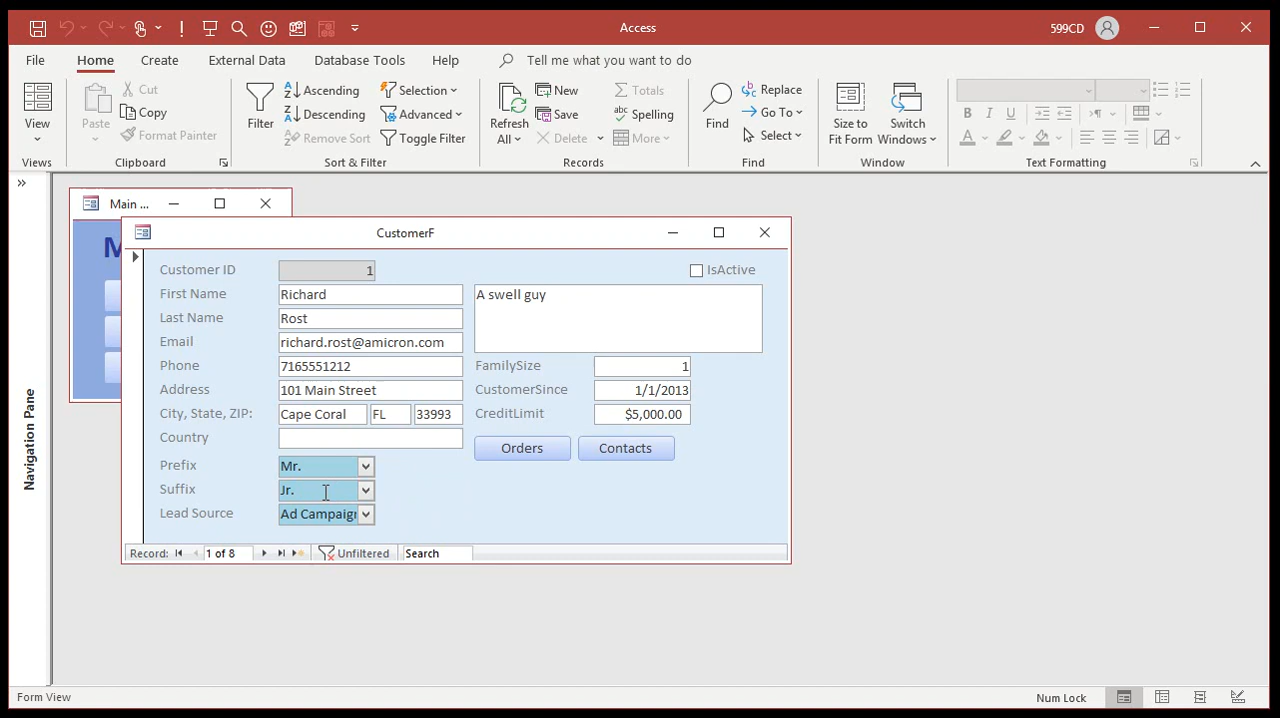 Access
599CD
File Home Create External Data Database Tools Help Tell me what you want to do
View
Views
Paste
Cut
Copy
Format Painter
Clipboard
Filter
Ascending
Descending
Remove Sort
Selection
Advanced
Toggle Filter
Sort & Filter
Refresh
All
New
Save
Delete
Totals
Spelling
More
Records
Find
Replace
Go To
Select
Find
Size to
Fit Form
Switch
Windows
Window
B I U
A
Text Formatting
Navigation Pane
Main ...
M
CustomerF
Customer ID 1
IsActive
First Name Richard
A swell guy
Last Name Rost
Email richard.rost@amicron.com
Phone 7165551212
FamilySize 1
Address 101 Main Street
CustomerSince 1/1/2013
City, State, ZIP: Cape Coral FL 33993
CreditLimit $5,000.00
Country
Orders Contacts
Prefix Mr.
Suffix Jr.
Lead Source Ad Campaign
Record: 1 of 8 Unfiltered Search
Form View
Num Lock